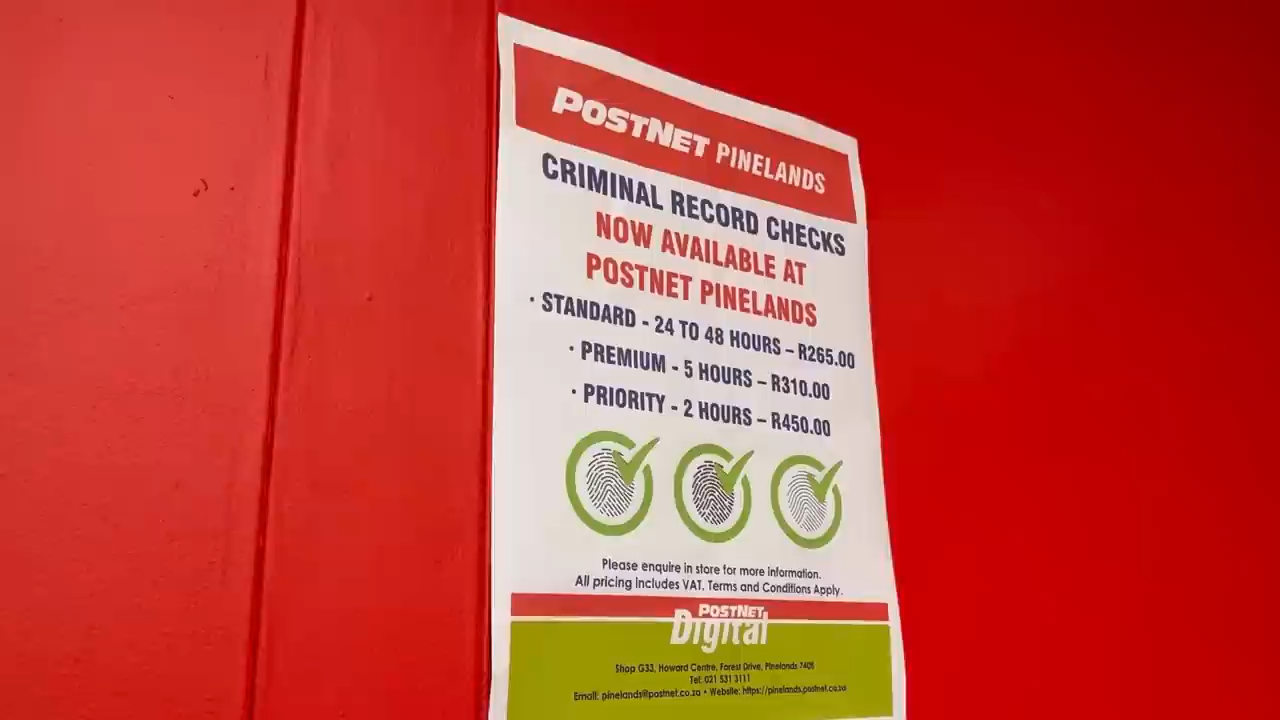 POSTNET PINELANDS
CRIMINAL RECORD CHECKS
NOW AVAILABLE AT
POSTNET PINELANDS
· STANDARD - 24 TO 48 HOURS – R265.00
· PREMIUM - 5 HOURS – R310.00
· PRIORITY - 2 HOURS – R450.00
Please enquire in store for more information.
All pricing includes VAT. Terms and Conditions Apply.
POSTNET
Digital
Shop G33, Howard Centre, Forest Drive, Pinelands 7405
Tel: 021 531 3111
Email: pinelands@postnet.co.za • Website: https://pinelands.postnet.co.za